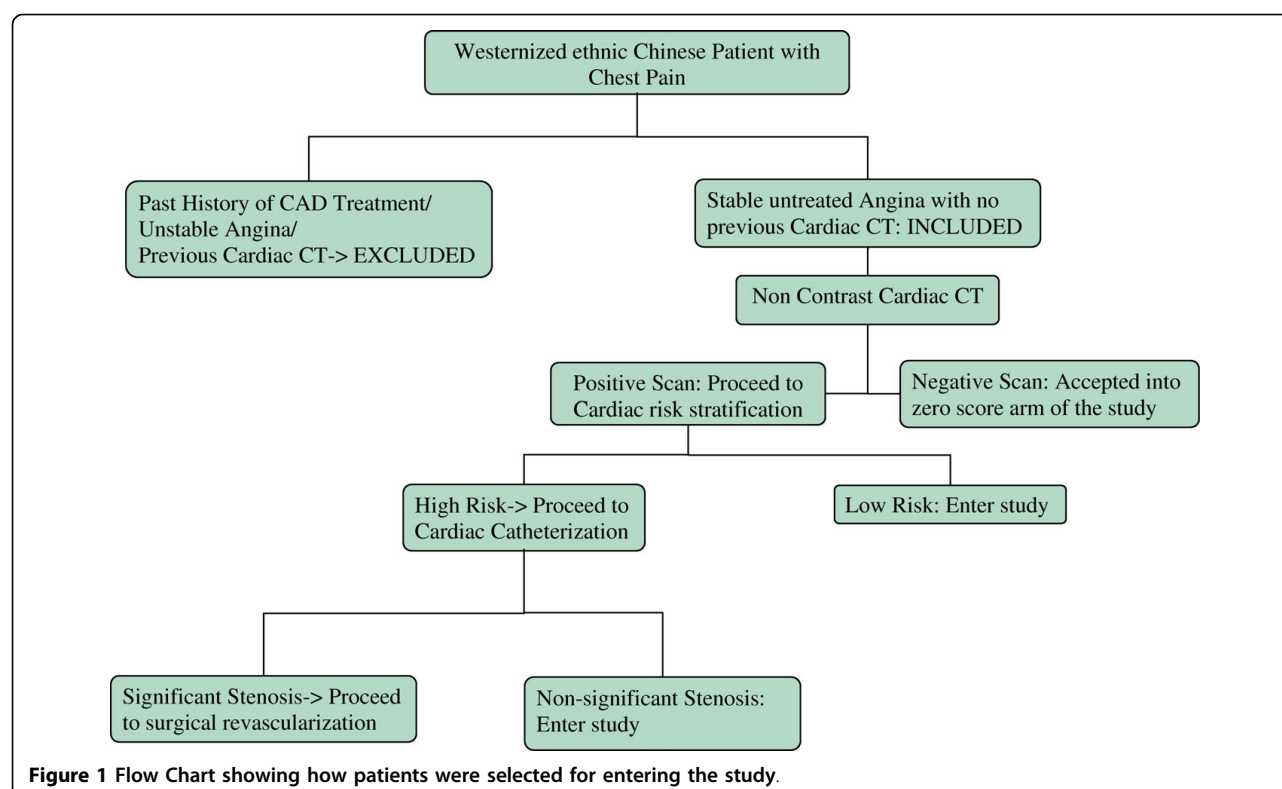 Westernized ethnic Chinese Patient with
Chest Pain
Past History of CAD Treatment/
Unstable Angina/
Previous Cardiac CT-> EXCLUDED
Stable untreated Angina with no
previous Cardiac CT: INCLUDED
Non Contrast Cardiac CT
Positive Scan: Proceed to
Cardiac risk stratification
Negative Scan: Accepted into
zero score arm of the study
High Risk-> Proceed to
Cardiac Catheterization
Low Risk: Enter study
Significant Stenosis-> Proceed
to surgical revascularization
Non-significant Stenosis:
Enter study
Figure 1 Flow Chart showing how patients were selected for entering the study.